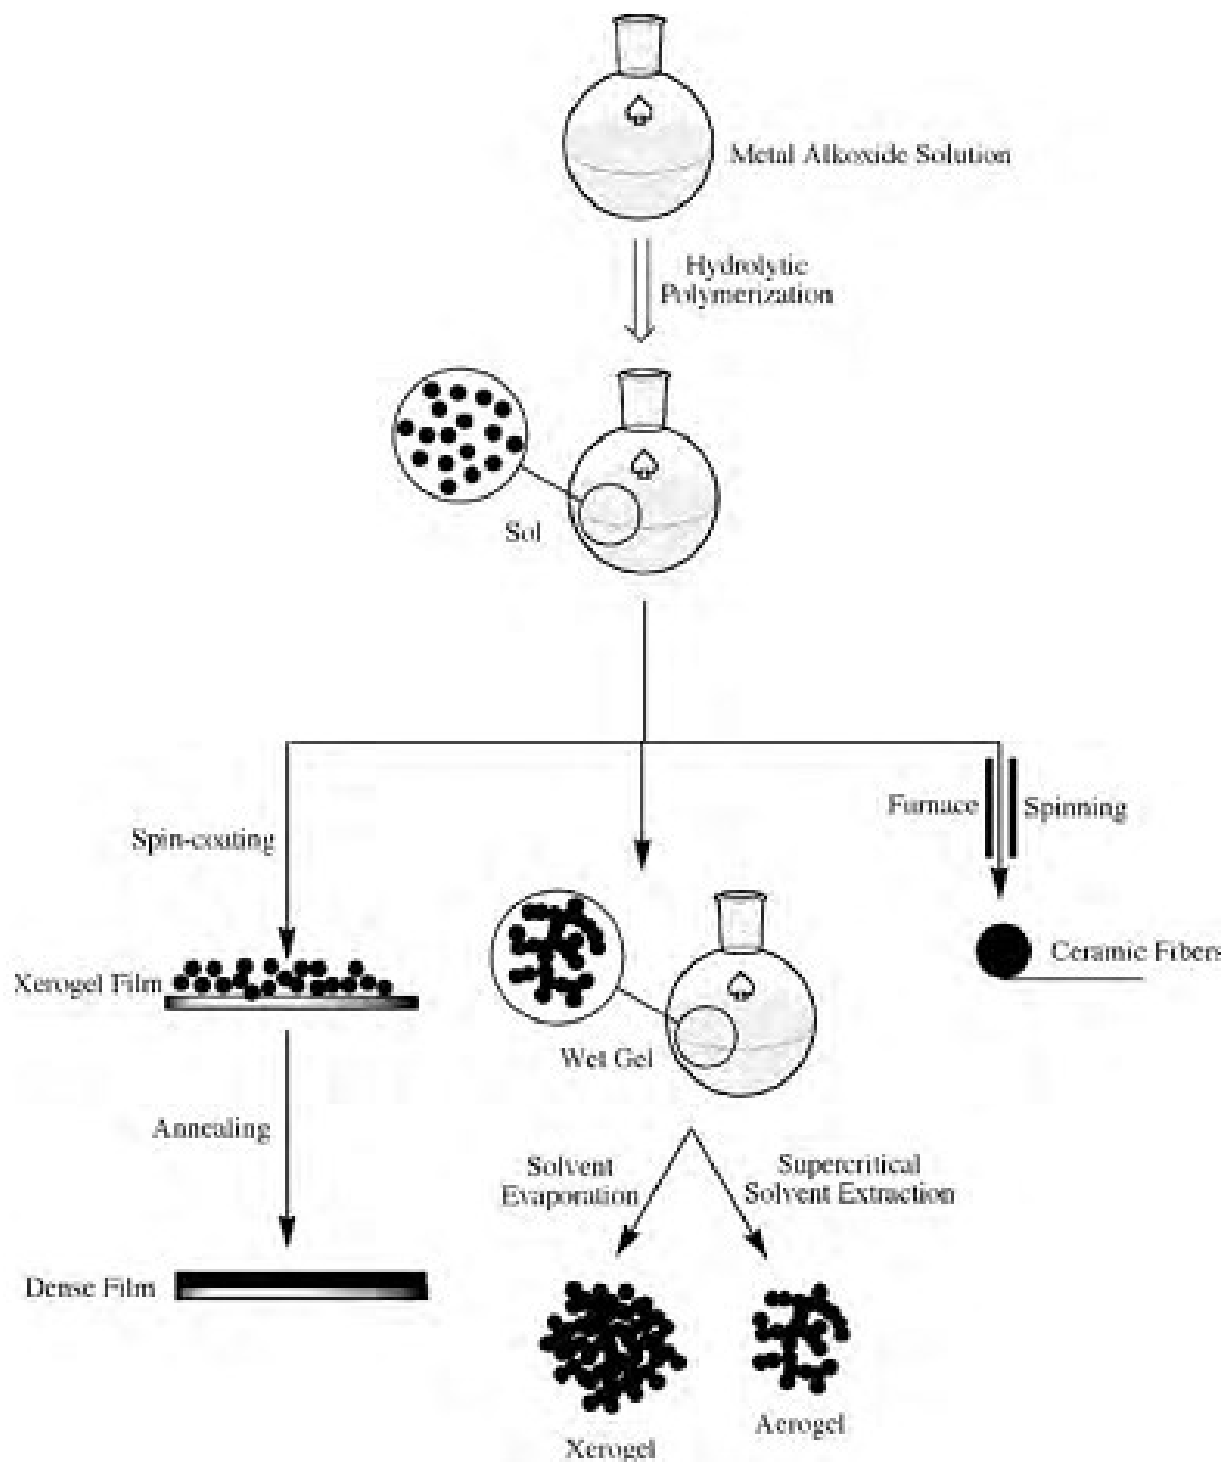 Metal Alkoxide Solution
Hydrolytic
Polymerization
Sol
Furnace
Spinning
Spin-coating
Ceramic Fibers
Xerogel Film
Wet Gel
Annealing
Solvent
Evaporation
Supercritical
Solvent Extraction
Dense Film
Aerogel
Xerogel